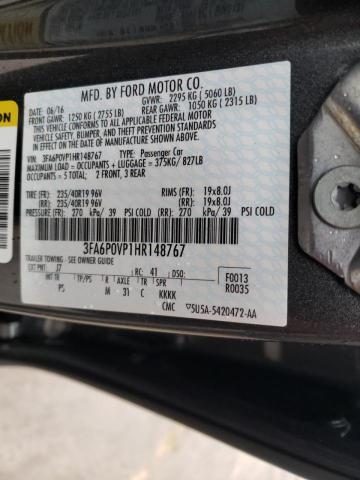 MFD. BY FORD MOTOR CO.
DATE: 06/16 GVWR: 2295 KG ( 5060 LB)
FRONT GAWR: 1250 KG ( 2755 LB) REAR GAWR: 1050 KG ( 2315 LB)
THIS VEHICLE CONFORMS TO ALL APPLICABLE FEDERAL MOTOR VEHICLE
SAFETY, BUMPER, AND THEFT PREVENTION STANDARDS IN EFFECT ON THE DATE OF
MANUFACTURE SHOWN ABOVE.
VIN: 3FA6P0VP1HR148767 TYPE: Passenger Car
MAXIMUM LOAD = OCCUPANTS + LUGGAGE = 375KG/ 827LB
OCCUPANTS = 5 TOTAL: 2 FRONT, 3 REAR
TIRE (FR): 235/40R19 96V RIMS (FR): 19x8.0J
TIRE (RR): 235/40R19 96V RIMS (RR): 19x8.0J
PRESSURE (FR): 270 kPa/ 39 PSI COLD (RR): 270 kPa/ 39 PSI COLD
3FA6P0VP1HR148767
TRAILER TOWING - SEE OWNER GUIDE
EXT PNT: J7 RC: 41 DSO: F0013
R0035
INT TR TP/PS R AXLE TR SPR
M 31 C KKKK
CMC 5U5A-5420472-AA